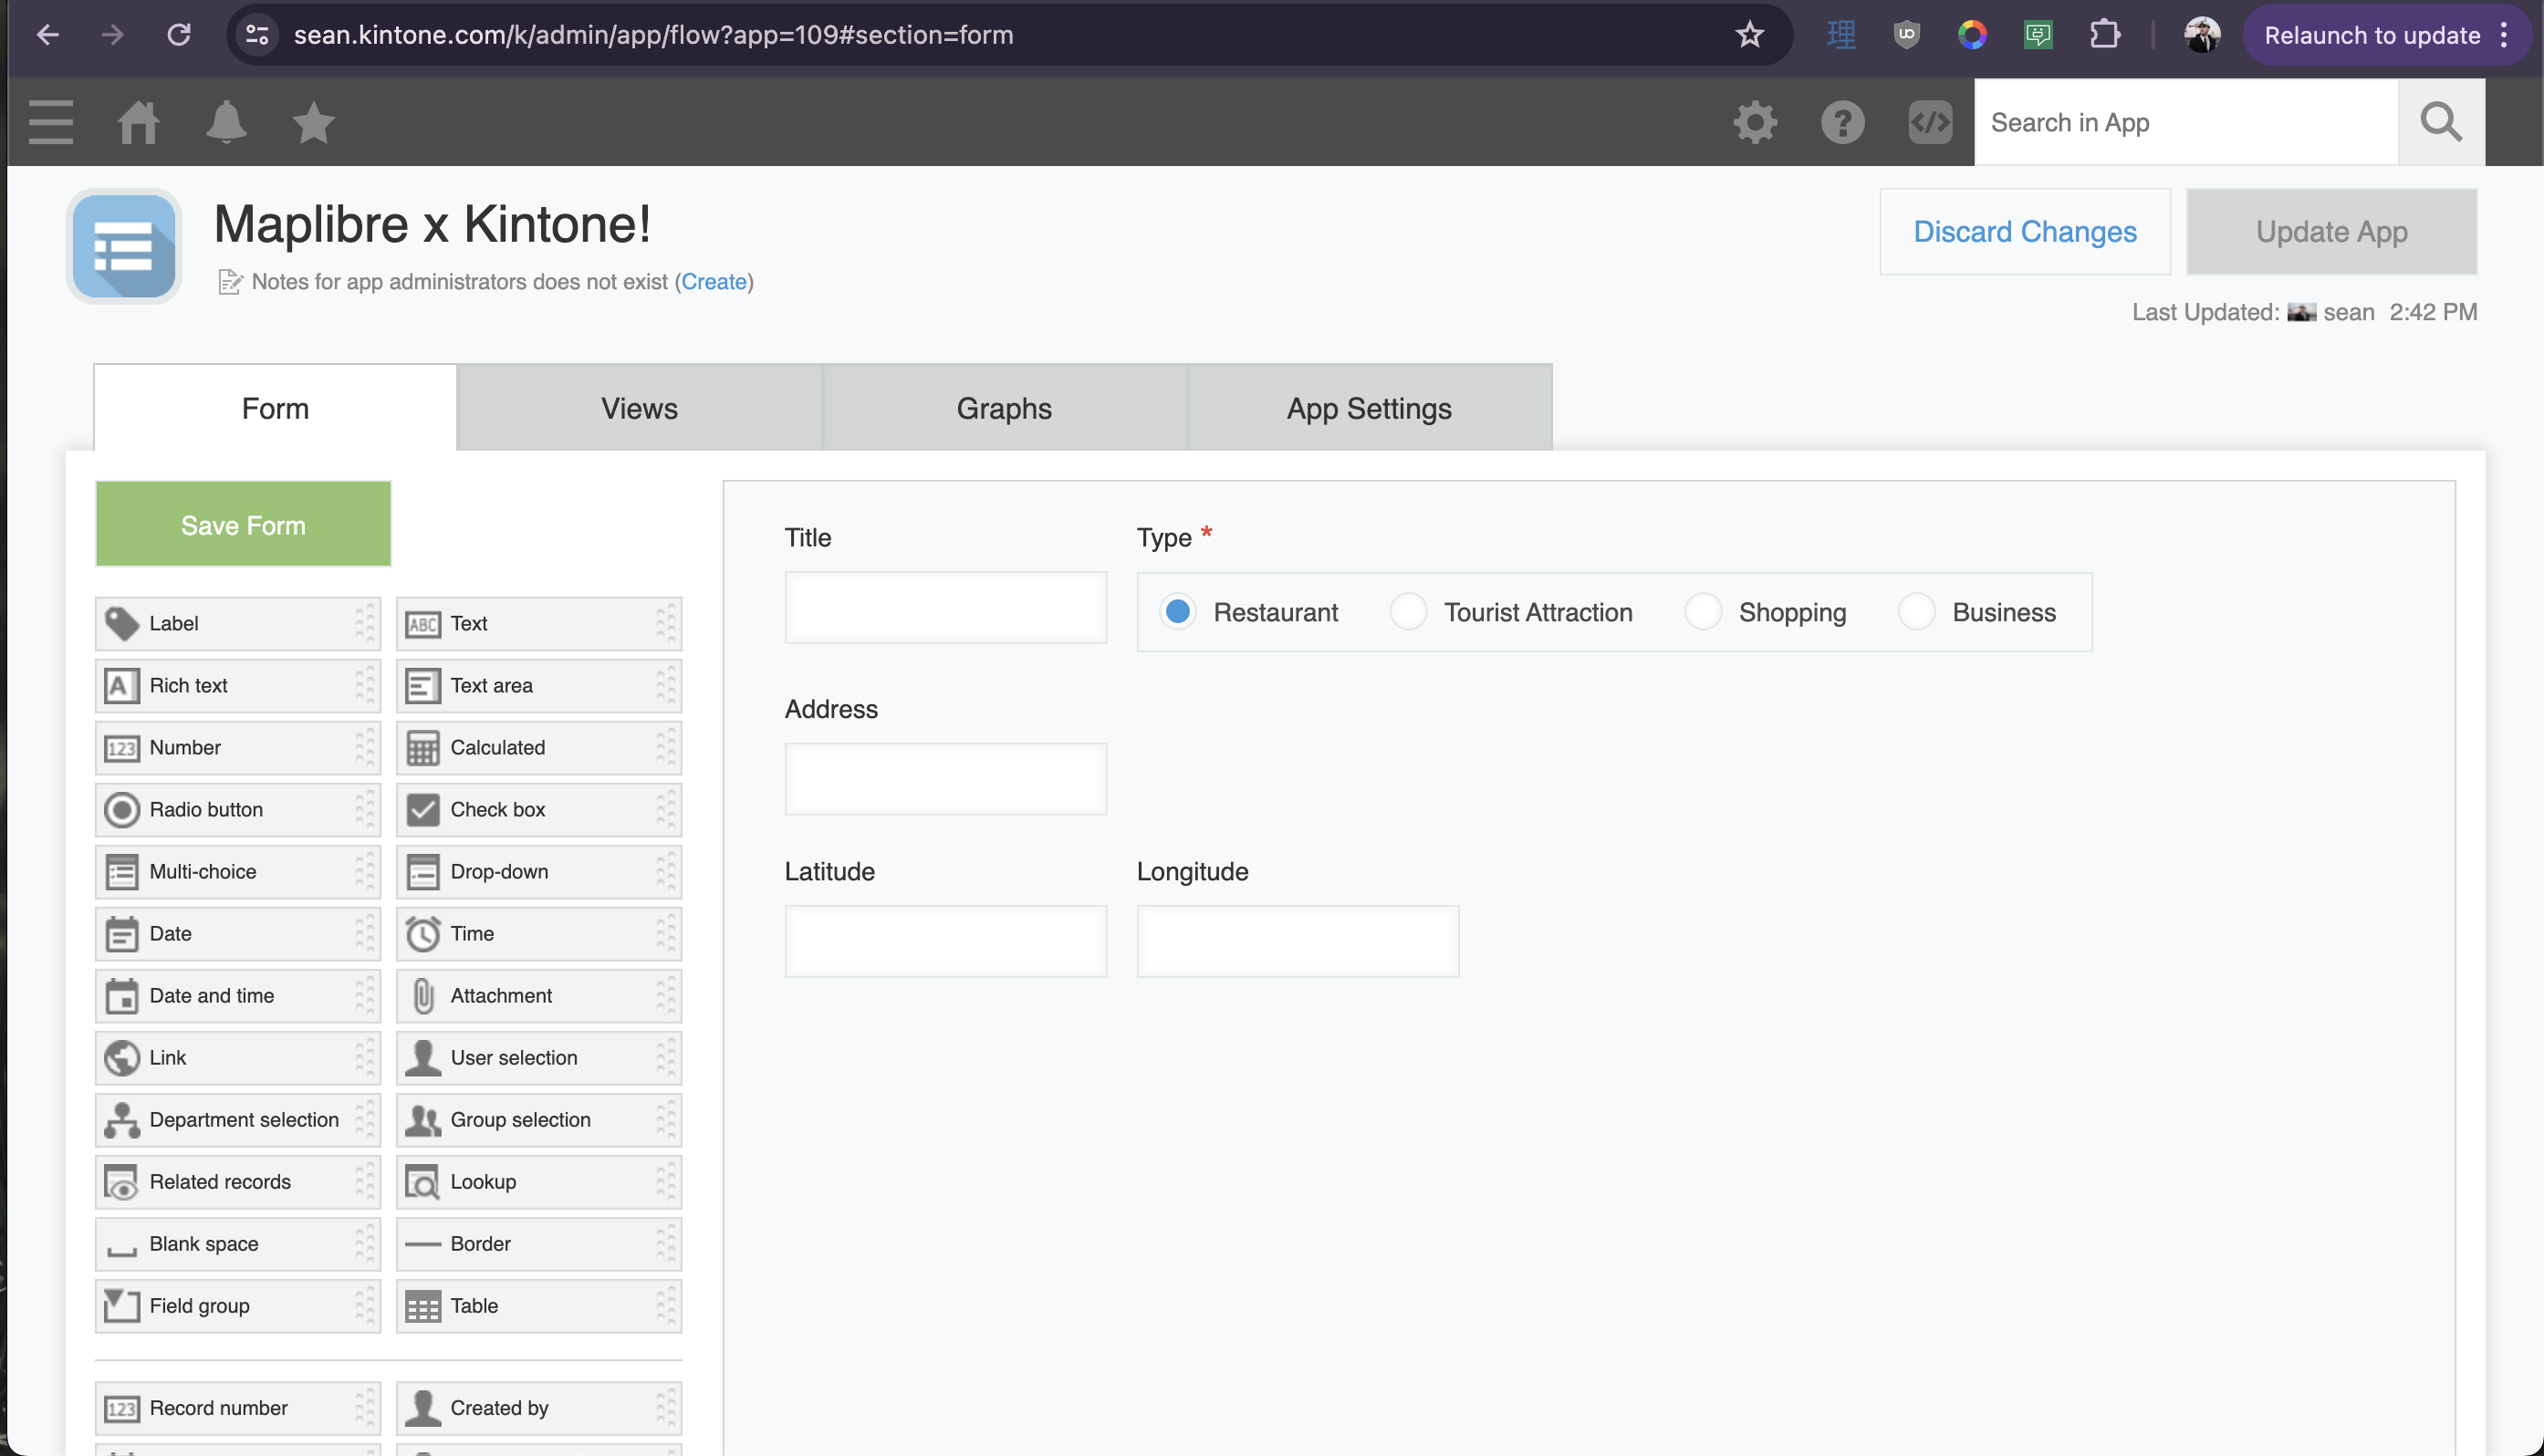 sean.kintone.com/k/admin/app/flow?app=109#section=form
理
Relaunch to update
Search in App
Maplibre x Kintone!
Notes for app administrators does not exist (Create)
Discard Changes
Update App
Last Updated: sean 2:42 PM
Form
Views
Graphs
App Settings
Save Form
Label
Text
Rich text
Text area
Number
Calculated
Radio button
Check box
Multi-choice
Drop-down
Date
Time
Date and time
Attachment
Link
User selection
Department selection
Group selection
Related records
Lookup
Blank space
Border
Field group
Table
Record number
Created by
Title
Type *
Restaurant
Tourist Attraction
Shopping
Business
Address
Latitude
Longitude